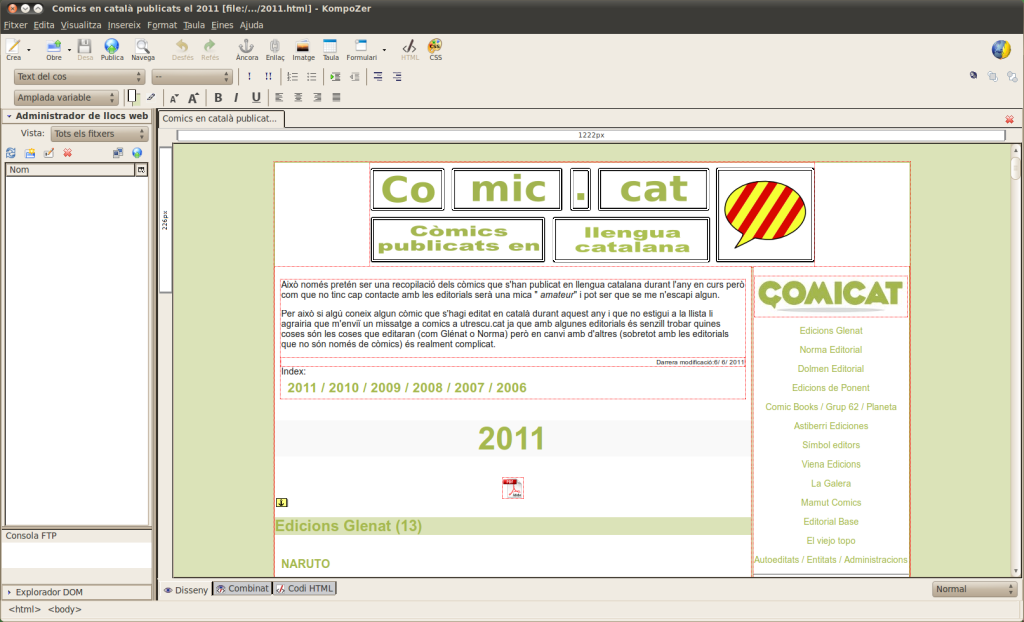 Comics en català publicats el 2011 [file:/.../2011.html] - KompoZer
Fitxer Edita Visualitza Insereix Format Taula Eines Ajuda
Crea Obre Desa Publica Navega Desfés Refés Àncora Enllaç Imatge Taula Formulari HTML CSS
Text del cos --
Amplada variable A A B I U
Administrador de llocs web
Vista: Tots els fitxers
Nom
Consola FTP
Explorador DOM
Comics en català publicat...
1222px
226px
Co mic . cat
Còmics publicats en
llengua catalana
Això només pretén ser una recopilació dels còmics que s'han publicat en llengua catalana durant l'any en curs però
com que no tinc cap contacte amb les editorials serà una mica " amateur" i pot ser que se me n'escapi algun.
Per això si algú coneix algun còmic que s'hagi editat en català durant aquest any i que no estigui a la llista li
agrairia que m'enviï un missatge a comics a utrescu.cat ja que amb algunes editorials és senzill trobar quines
coses són les coses que editaran (com Glénat o Norma) però en canvi amb d'altres (sobretot amb les editorials
que no són només de còmics) és realment complicat.
Darrera modificació:6/ 6/ 2011
Index:
2011 / 2010 / 2009 / 2008 / 2007 / 2006
2011
PDF
Edicions Glenat (13)
NARUTO
COMICAT
Edicions Glenat
Norma Editorial
Dolmen Editorial
Edicions de Ponent
Comic Books / Grup 62 / Planeta
Astiberri Ediciones
Simbol editors
Viena Edicions
La Galera
Mamut Comics
Editorial Base
El viejo topo
Autoeditats / Entitats / Administracions
Disseny Combinat Codi HTML
Normal
<html> <body>